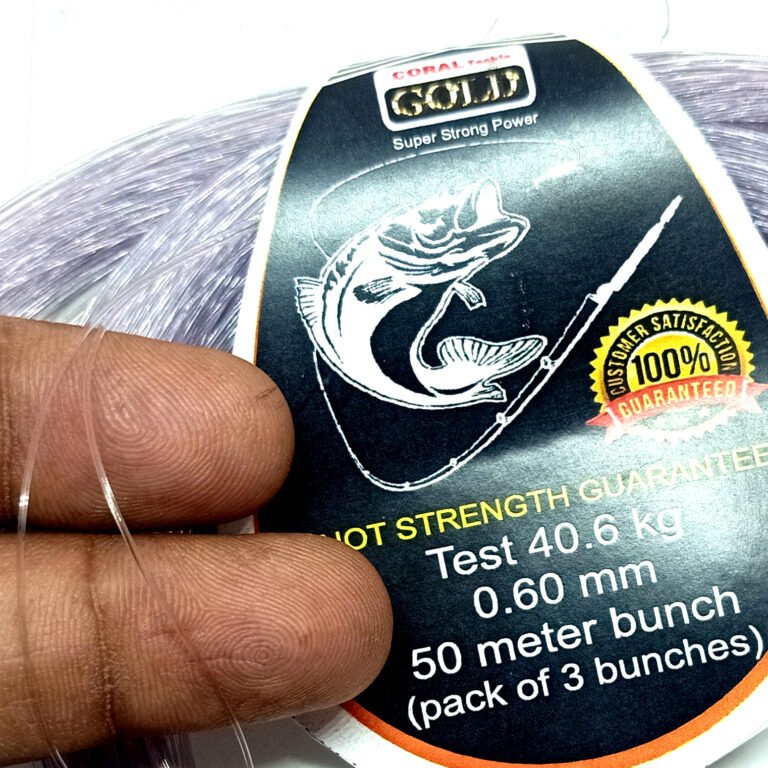 CORAL Tackle
GOLD
Super Strong Power
CUSTOMER SATISFACTION
100%
GUARANTEED
STRENGTH GUARANTEE
Test 40.6 kg
0.60 mm
50 meter bunch
(pack of 3 bunches)